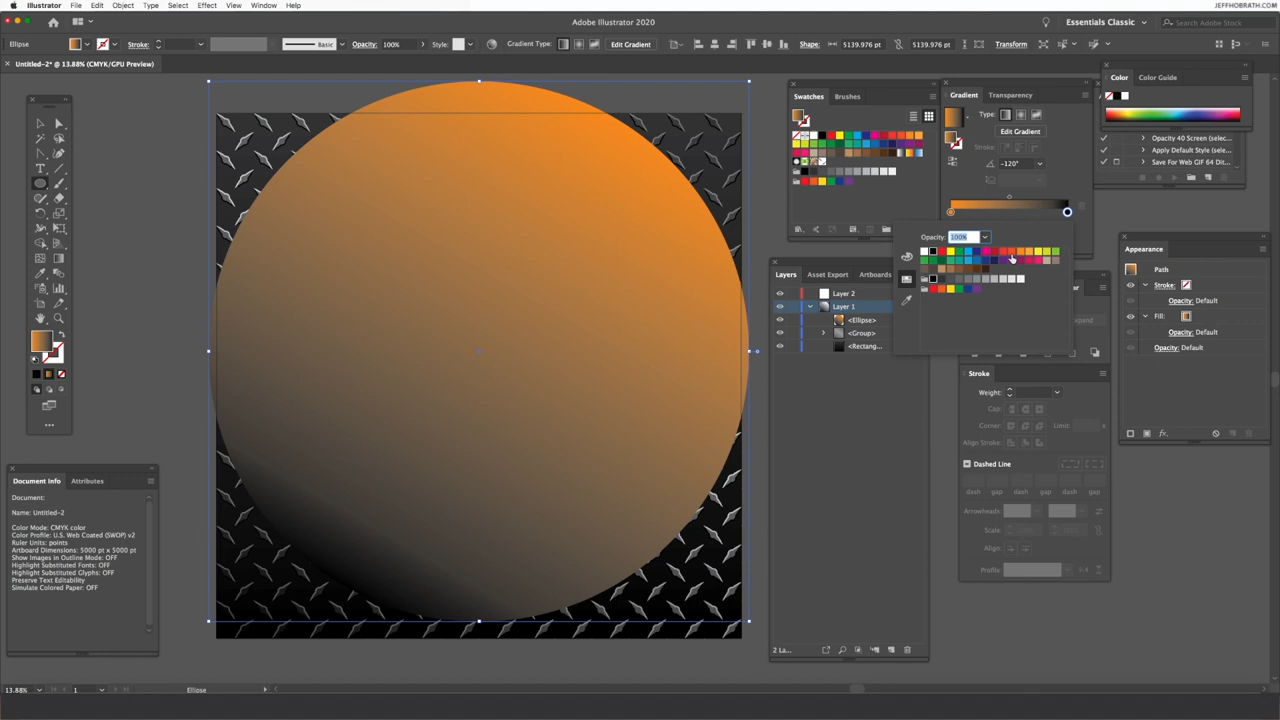 Illustrator File Edit Object Type Select Effect View Window Help
JEFFHOBRATH.COM
Adobe Illustrator 2020
Essentials Classic
Search Adobe Stock
Ellipse Stroke: Basic Opacity: 100% Style: Gradient Type: Edit Gradient Shape: 5139.976 pt 5139.976 pt Transform
Untitled-2* @ 13.88% (CMYK/GPU Preview)
Color Color Guide
Opacity 40 Screen (selec...
Apply Default Style (selec...
Save For Web GIF 64 Dit...
Swatches Brushes
Gradient Transparency
Type:
Edit Gradient
Stroke:
-120°
Opacity: 100%
Layers Asset Export Artboards
Layer 2
Layer 1
<Ellipse>
<Group>
<Rectang...
2 La...
Appearance
Path
Stroke:
Opacity: Default
Fill:
Opacity: Default
Opacity: Default
Stroke
Weight:
Cap:
Corner: Limit:
Align Stroke:
Dashed Line
dash gap dash gap dash gap
Arrowheads:
Scale:
Align:
Profile:
Document Info Attributes
Document:
Name: Untitled-2
Color Mode: CMYK color
Color Profile: U.S. Web Coated (SWOP) v2
Ruler Units: points
Artboard Dimensions: 5000 pt x 5000 pt
Show Images in Outline Mode: OFF
Highlight Substituted Fonts: OFF
Highlight Substituted Glyphs: OFF
Preserve Text Editability
Simulate Colored Paper: OFF
13.88% 1 Ellipse